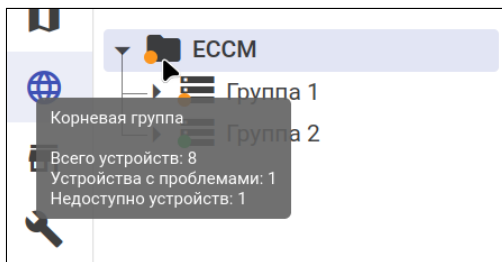 ECCM
Группа 1
Группа 2
Корневая группа
Всего устройств: 8
Устройства с проблемами: 1
Недоступно устройств: 1